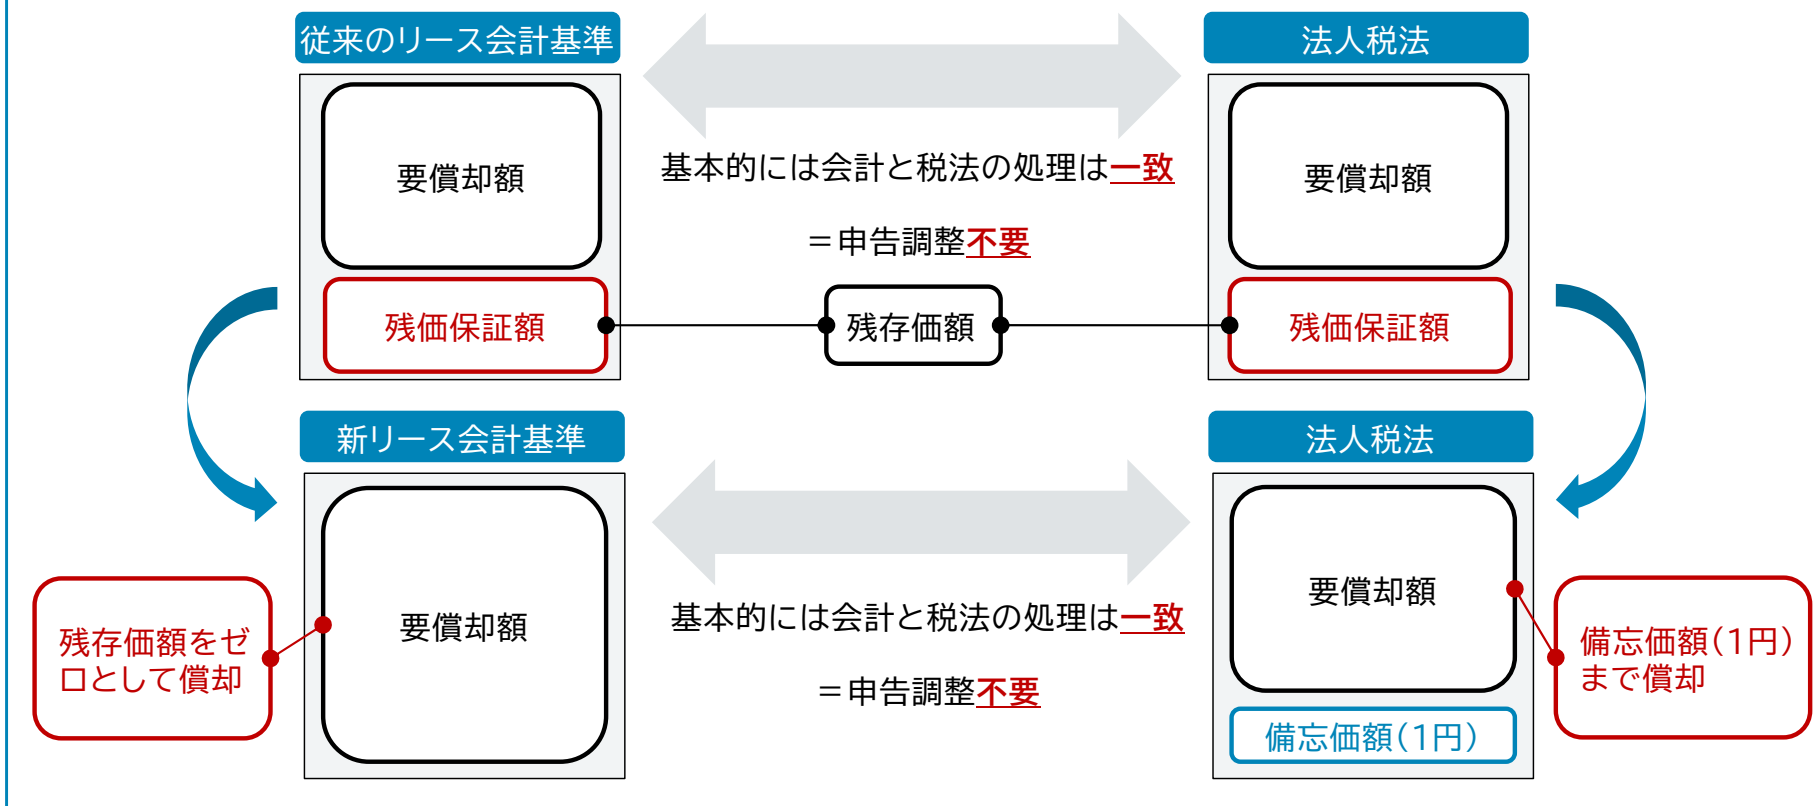 従来のリース会計基準
法人税法
要償却額
基本的には会計と税法の処理は一致
要償却額
＝申告調整不要
残価保証額
残存価額
残価保証額
新リース会計基準
法人税法
要償却額
残存価額をゼ
ロとして償却
要償却額
基本的には会計と税法の処理は一致
備忘価額（1円）
まで償却
＝申告調整不要
備忘価額（1円）